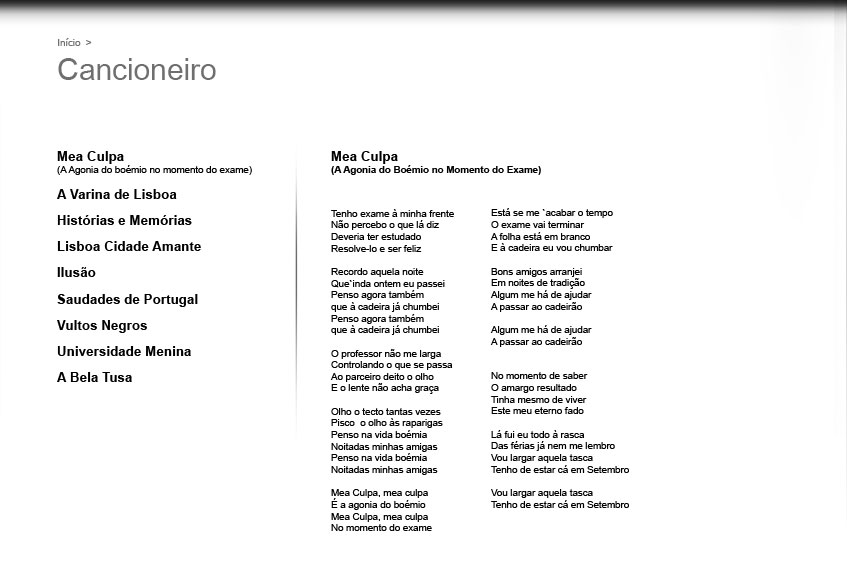 Início >
Cancioneiro
Mea Culpa
(A Agonia do boémio no momento do exame)
A Varina de Lisboa
Histórias e Memórias
Lisboa Cidade Amante
Ilusão
Saudades de Portugal
Vultos Negros
Universidade Menina
A Bela Tusa
Mea Culpa
(A Agonia do Boémio no Momento do Exame)
Tenho exame à minha frente
Não percebo o que lá diz
Deveria ter estudado
Resolve-lo e ser feliz
Recordo aquela noite
Que`inda ontem eu passei
Penso agora também
que à cadeira já chumbei
Penso agora também
que à cadeira já chumbei
O professor não me larga
Controlando o que se passa
Ao parceiro deito o olho
E o lente não acha graça
Olho o tecto tantas vezes
Pisco  o olho às raparigas
Penso na vida boémia
Noitadas minhas amigas
Penso na vida boémia
Noitadas minhas amigas
Mea Culpa, mea culpa
É a agonia do boémio
Mea Culpa, mea culpa
No momento do exame
Está se me `acabar o tempo
O exame vai terminar
A folha está em branco
E à cadeira eu vou chumbar
Bons amigos arranjei
Em noites de tradição
Algum me há de ajudar
A passar ao cadeirão
Algum me há de ajudar
A passar ao cadeirão
No momento de saber
O amargo resultado
Tinha mesmo de viver
Este meu eterno fado
Lá fui eu todo à rasca
Das férias já nem me lembro
Vou largar aquela tasca
Tenho de estar cá em Setembro
Vou largar aquela tasca
Tenho de estar cá em Setembro